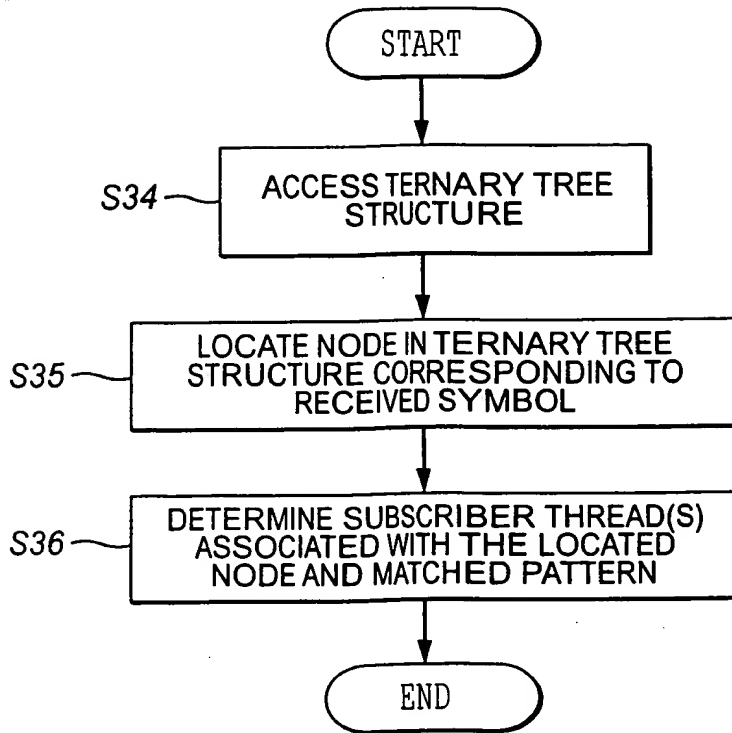 START
S34
ACCESS TERNARY TREE
STRUCTURE
S35
LOCATE NODE IN TERNARY TREE
STRUCTURE CORRESPONDING TO
RECEIVED SYMBOL
S36
DETERMINE SUBSCRIBER THREAD(S)
ASSOCIATED WITH THE LOCATED
NODE AND MATCHED PATTERN
END